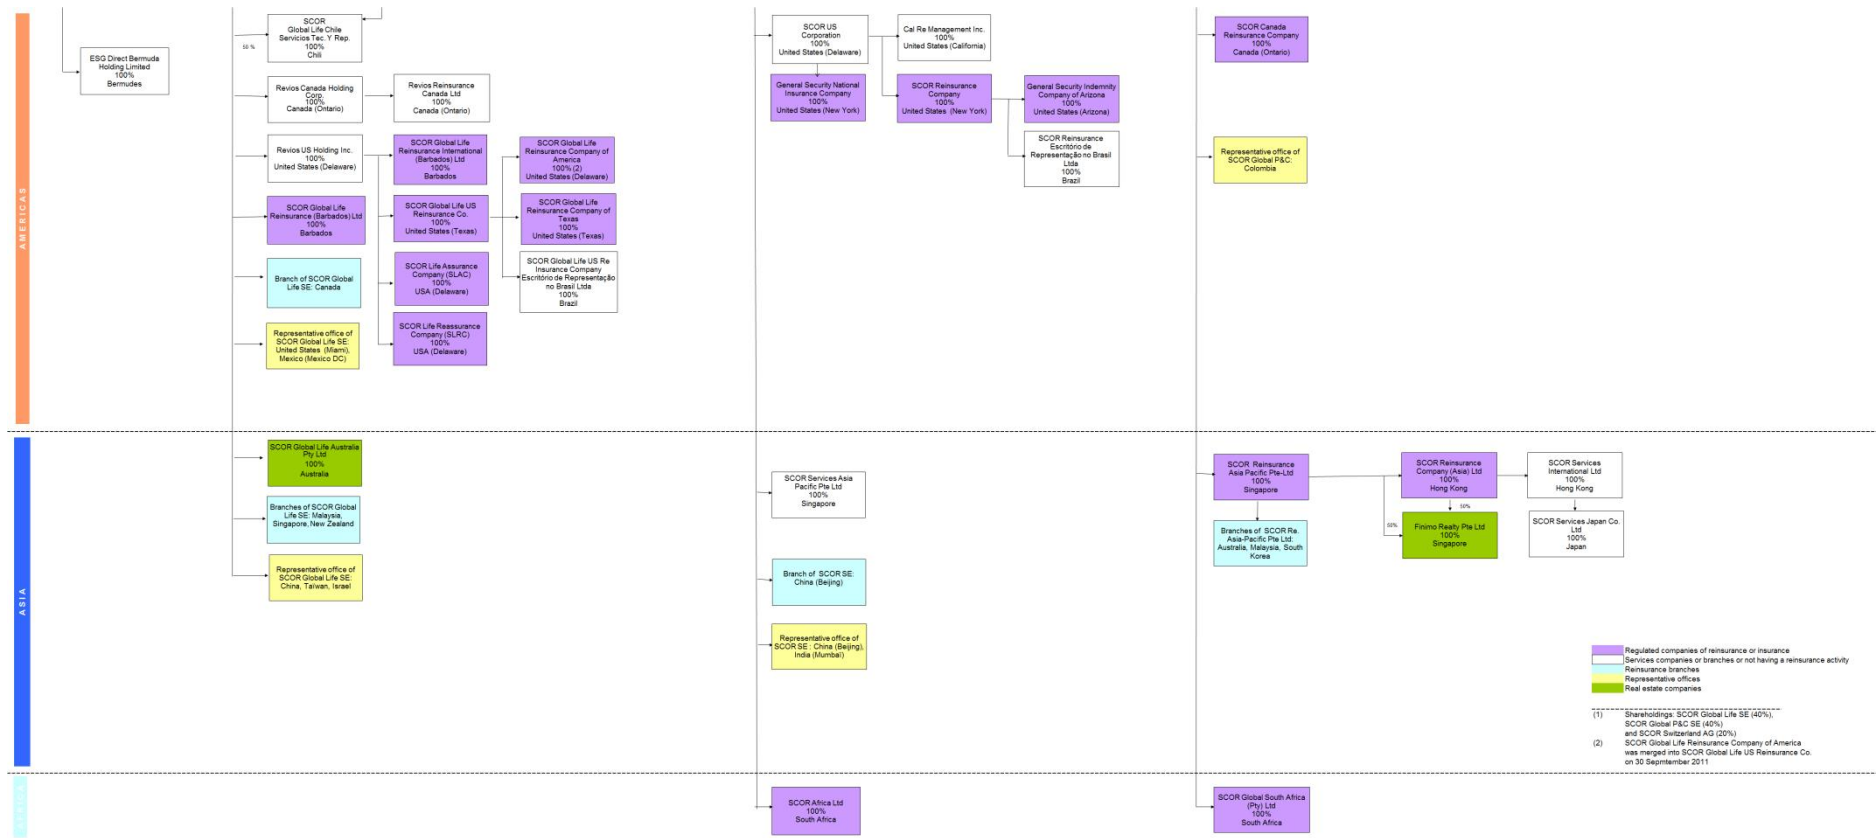 AMERICAS
ESG Direct Bermuda
Holding Limited
100%
Bermudes
SCOR
Global Life Chile
Servicios Tec. Y Rep.
100%
Chili
50 %
Revios Canada Holding
Corp.
100%
Canada (Ontario)
Revios Reinsurance
Canada Ltd
100%
Canada (Ontario)
Revios US Holding Inc.
100%
United States (Delaware)
SCOR Global Life
Reinsurance International
(Barbados) Ltd
100%
Barbados
SCOR Global Life
Reinsurance Company of
America
100% (2)
United States (Delaware)
SCOR Global Life
Reinsurance (Barbados) Ltd
100%
Barbados
SCOR Global Life US
Reinsurance Co.
100%
United States (Texas)
SCOR Global Life
Reinsurance Company of
Texas
100%
United States (Texas)
Branch of SCOR Global
Life SE: Canada
SCOR Life Assurance
Company (SLAC)
100%
USA (Delaware)
SCOR Global Life US Re
Insurance Company
Escritório de Représentação
no Brasil Ltda
100%
Brazil
Representative office of
SCOR Global Life SE:
United States (Miami),
Mexico (Mexico DC)
SCOR Life Reassurance
Company (SLRC)
100%
USA (Delaware)
SCOR US
Corporation
100%
United States (Delaware)
Cal Re Management Inc.
100%
United States (California)
General Security National
Insurance Company
100%
United States (New York)
SCOR Reinsurance
Company
100%
United States (New York)
General Security Indemnity
Company of Arizona
100%
United States (Arizona)
SCOR Reinsurance
Escritório de
Representação no Brasil
Ltda
100%
Brazil
SCOR Canada
Reinsurance Company
100%
Canada (Ontario)
Representative office of
SCOR Global P&C:
Colombia
ASIA
SCOR Global Life Australia
Pty Ltd
100%
Australia
Branches of SCOR Global
Life SE: Malaysia,
Singapore, New Zealand
Representative office of
SCOR Global Life SE:
China, Taïwan, Israel
SCOR Services Asia
Pacific Pte Ltd
100%
Singapore
Branch of SCOR SE:
China (Beijing)
Representative office of
SCOR SE : China (Beijing),
India (Mumbaï)
SCOR Reinsurance
Asia Pacific Pte-Ltd
100%
Singapore
SCOR Reinsurance
Company (Asia) Ltd
100%
Hong Kong
SCOR Services
International Ltd
100%
Hong Kong
Branches of SCOR Re.
Asia-Pacific Pte Ltd:
Australia, Malaysia, South
Korea
50%
Finimo Realty Pte Ltd
100%
Singapore
SCOR Services Japan Co.
Ltd
100%
Japan
Regulated companies of reinsurance or insurance
Services companies or branches or not having a reinsurance activity
Reinsurance branches
Representative offices
Real estate companies
(1) Shareholdings: SCOR Global Life SE (40%),
SCOR Global P&C SE (40%)
and SCOR Switzerland AG (20%)
(2) SCOR Global Life Reinsurance Company of America
was merged into SCOR Global Life US Reinsurance Co.
on 30 Sepmtember 2011
SCOR Africa Ltd
100%
South Africa
SCOR Global South Africa
(Pty) Ltd
100%
South Africa